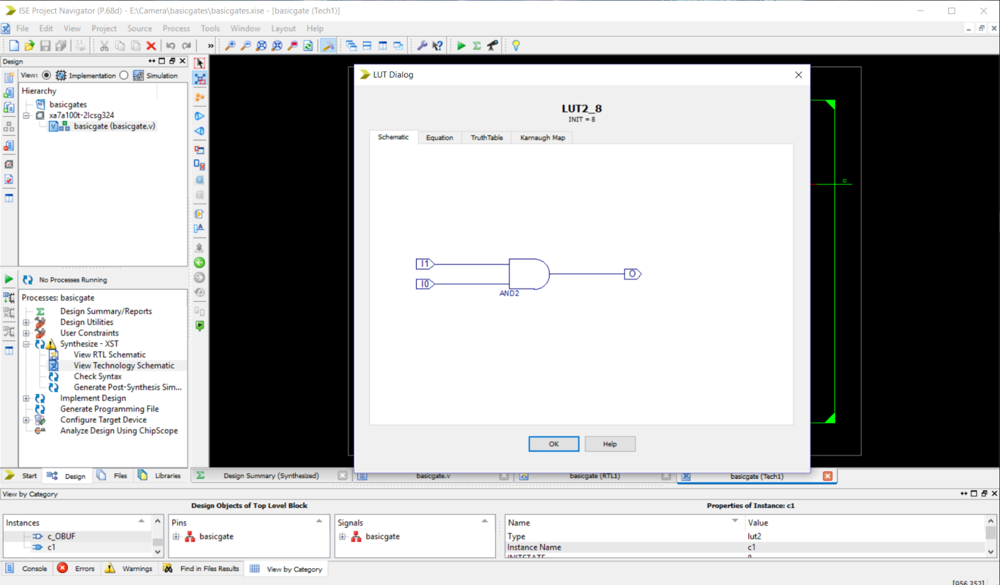 ISE Project Navigator (P.68d) - E:\Camera\basicgates\basicgates.xise - [basicgate (Tech1)]
File Edit View Project Source Process Tools Window Layout Help
Design
View: Implementation Simulation
Hierarchy
basicgates
xa7a100t-2lcsg324
basicgate (basicgate.v)
No Processes Running
Processes: basicgate
Design Summary/Reports
Design Utilities
User Constraints
Synthesize - XST
View RTL Schematic
View Technology Schematic
Check Syntax
Generate Post-Synthesis Sim...
Implement Design
Generate Programming File
Configure Target Device
Analyze Design Using ChipScope
Start Design Files Libraries
LUT Dialog
LUT2_8
INIT = 8
Schematic Equation TruthTable Karnaugh Map
I1
I0
AND2
O
OK Help
c
Design Summary (Synthesized) basicgate.v basicgate (RTL1) basicgate (Tech1)
View by Category
Design Objects of Top Level Block Properties of Instance: c1
Instances Pins Signals Name Value
c_OBUF basicgate basicgate Type lut2
c1 Instance Name c1
Console Errors Warnings Find in Files Results View by Category
[956,352]